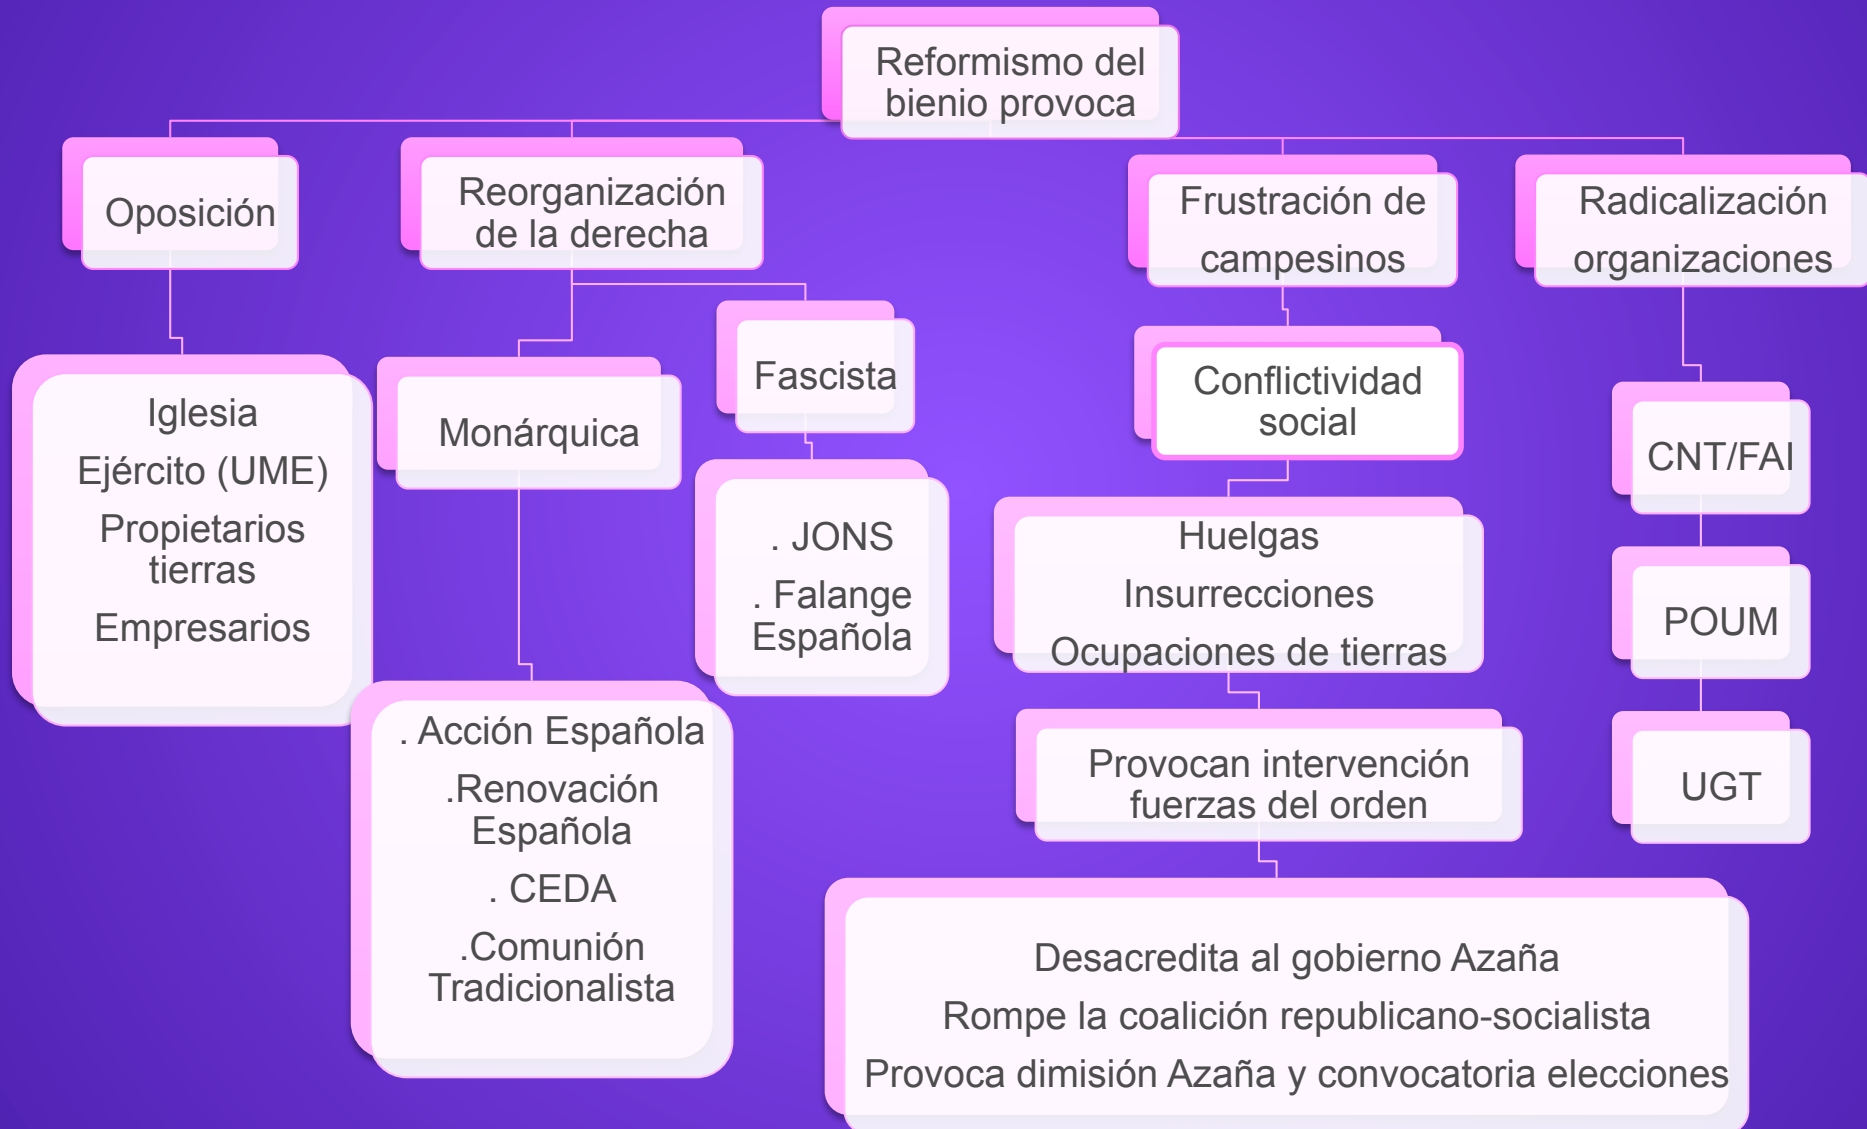 Reformismo del
bienio provoca
Oposición
Reorganización
de la derecha
Frustración de
campesinos
Radicalización
organizaciones
Iglesia
Ejército (UME)
Propietarios
tierras
Empresarios
Monárquica
Fascista
. Acción Española
.Renovación
Española
. CEDA
.Comunión
Tradicionalista
. JONS
. Falange
Española
Conflictividad
social
Huelgas
Insurrecciones
Ocupaciones de tierras
Provocan intervención
fuerzas del orden
Desacredita al gobierno Azaña
Rompe la coalición republicano-socialista
Provoca dimisión Azaña y convocatoria elecciones
CNT/FAI
POUM
UGT